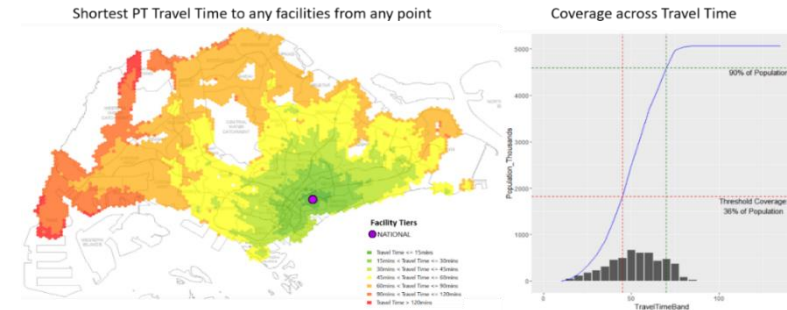 Shortest PT Travel Time to any facilities from any point
Coverage across Travel Time
Facility Tiers
NATIONAL
Travel Time <= 15mins
15mins < Travel Time <= 30mins
30mins < Travel Time <= 45mins
45mins < Travel Time <= 60mins
60mins < Travel Time <= 90mins
90mins < Travel Time <= 120mins
Travel Time > 120mins
Population_Thousands
5000
4000
3000
2000
1000
0
90% of Population
Threshold Coverage
36% of Population
0
50
100
TravelTimeBand